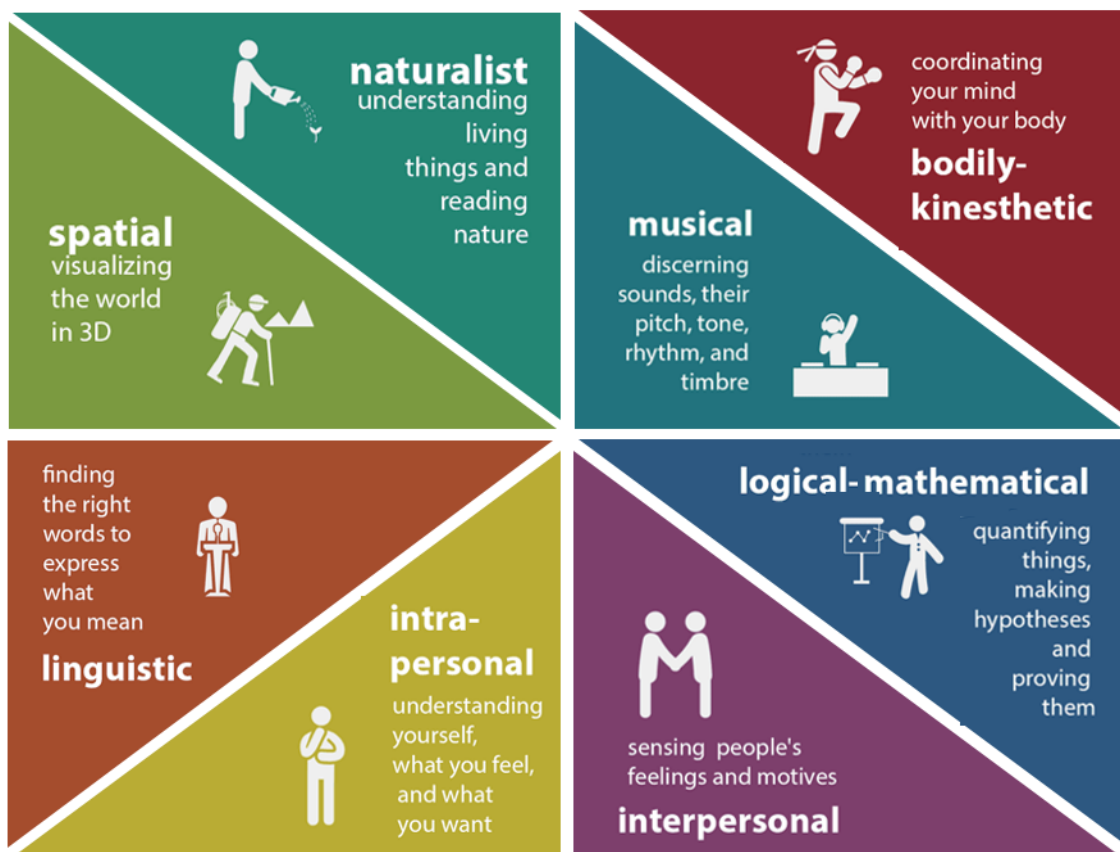 naturalist
understanding
living
things and
reading
nature
spatial
visualizing
the world
in 3D
coordinating
your mind
with your body
bodily-
kinesthetic
musical
discerning
sounds, their
pitch, tone,
rhythm, and
timbre
finding
the right
words to
express
what
you mean
linguistic
intra-
personal
understanding
yourself,
what you feel,
and what
you want
logical-mathematical
quantifying
things,
making
hypotheses
and
proving
them
sensing people's
feelings and motives
interpersonal